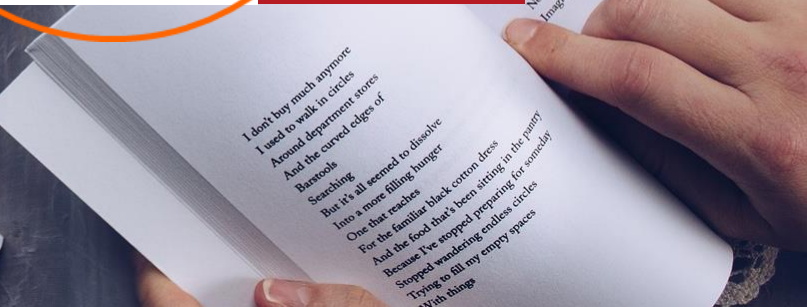 I don't buy much anymore
I used to walk in circles
Around department stores
And the curved edges of
Barstools
Searching
But it's all seemed to dissolve
Into a more filling hunger
One that reaches
For the familiar black cotton dress
And the food that's been sitting in the pantry
Because I've stopped preparing for someday
Stopped wandering endless circles
Trying to fill my empty spaces
With things